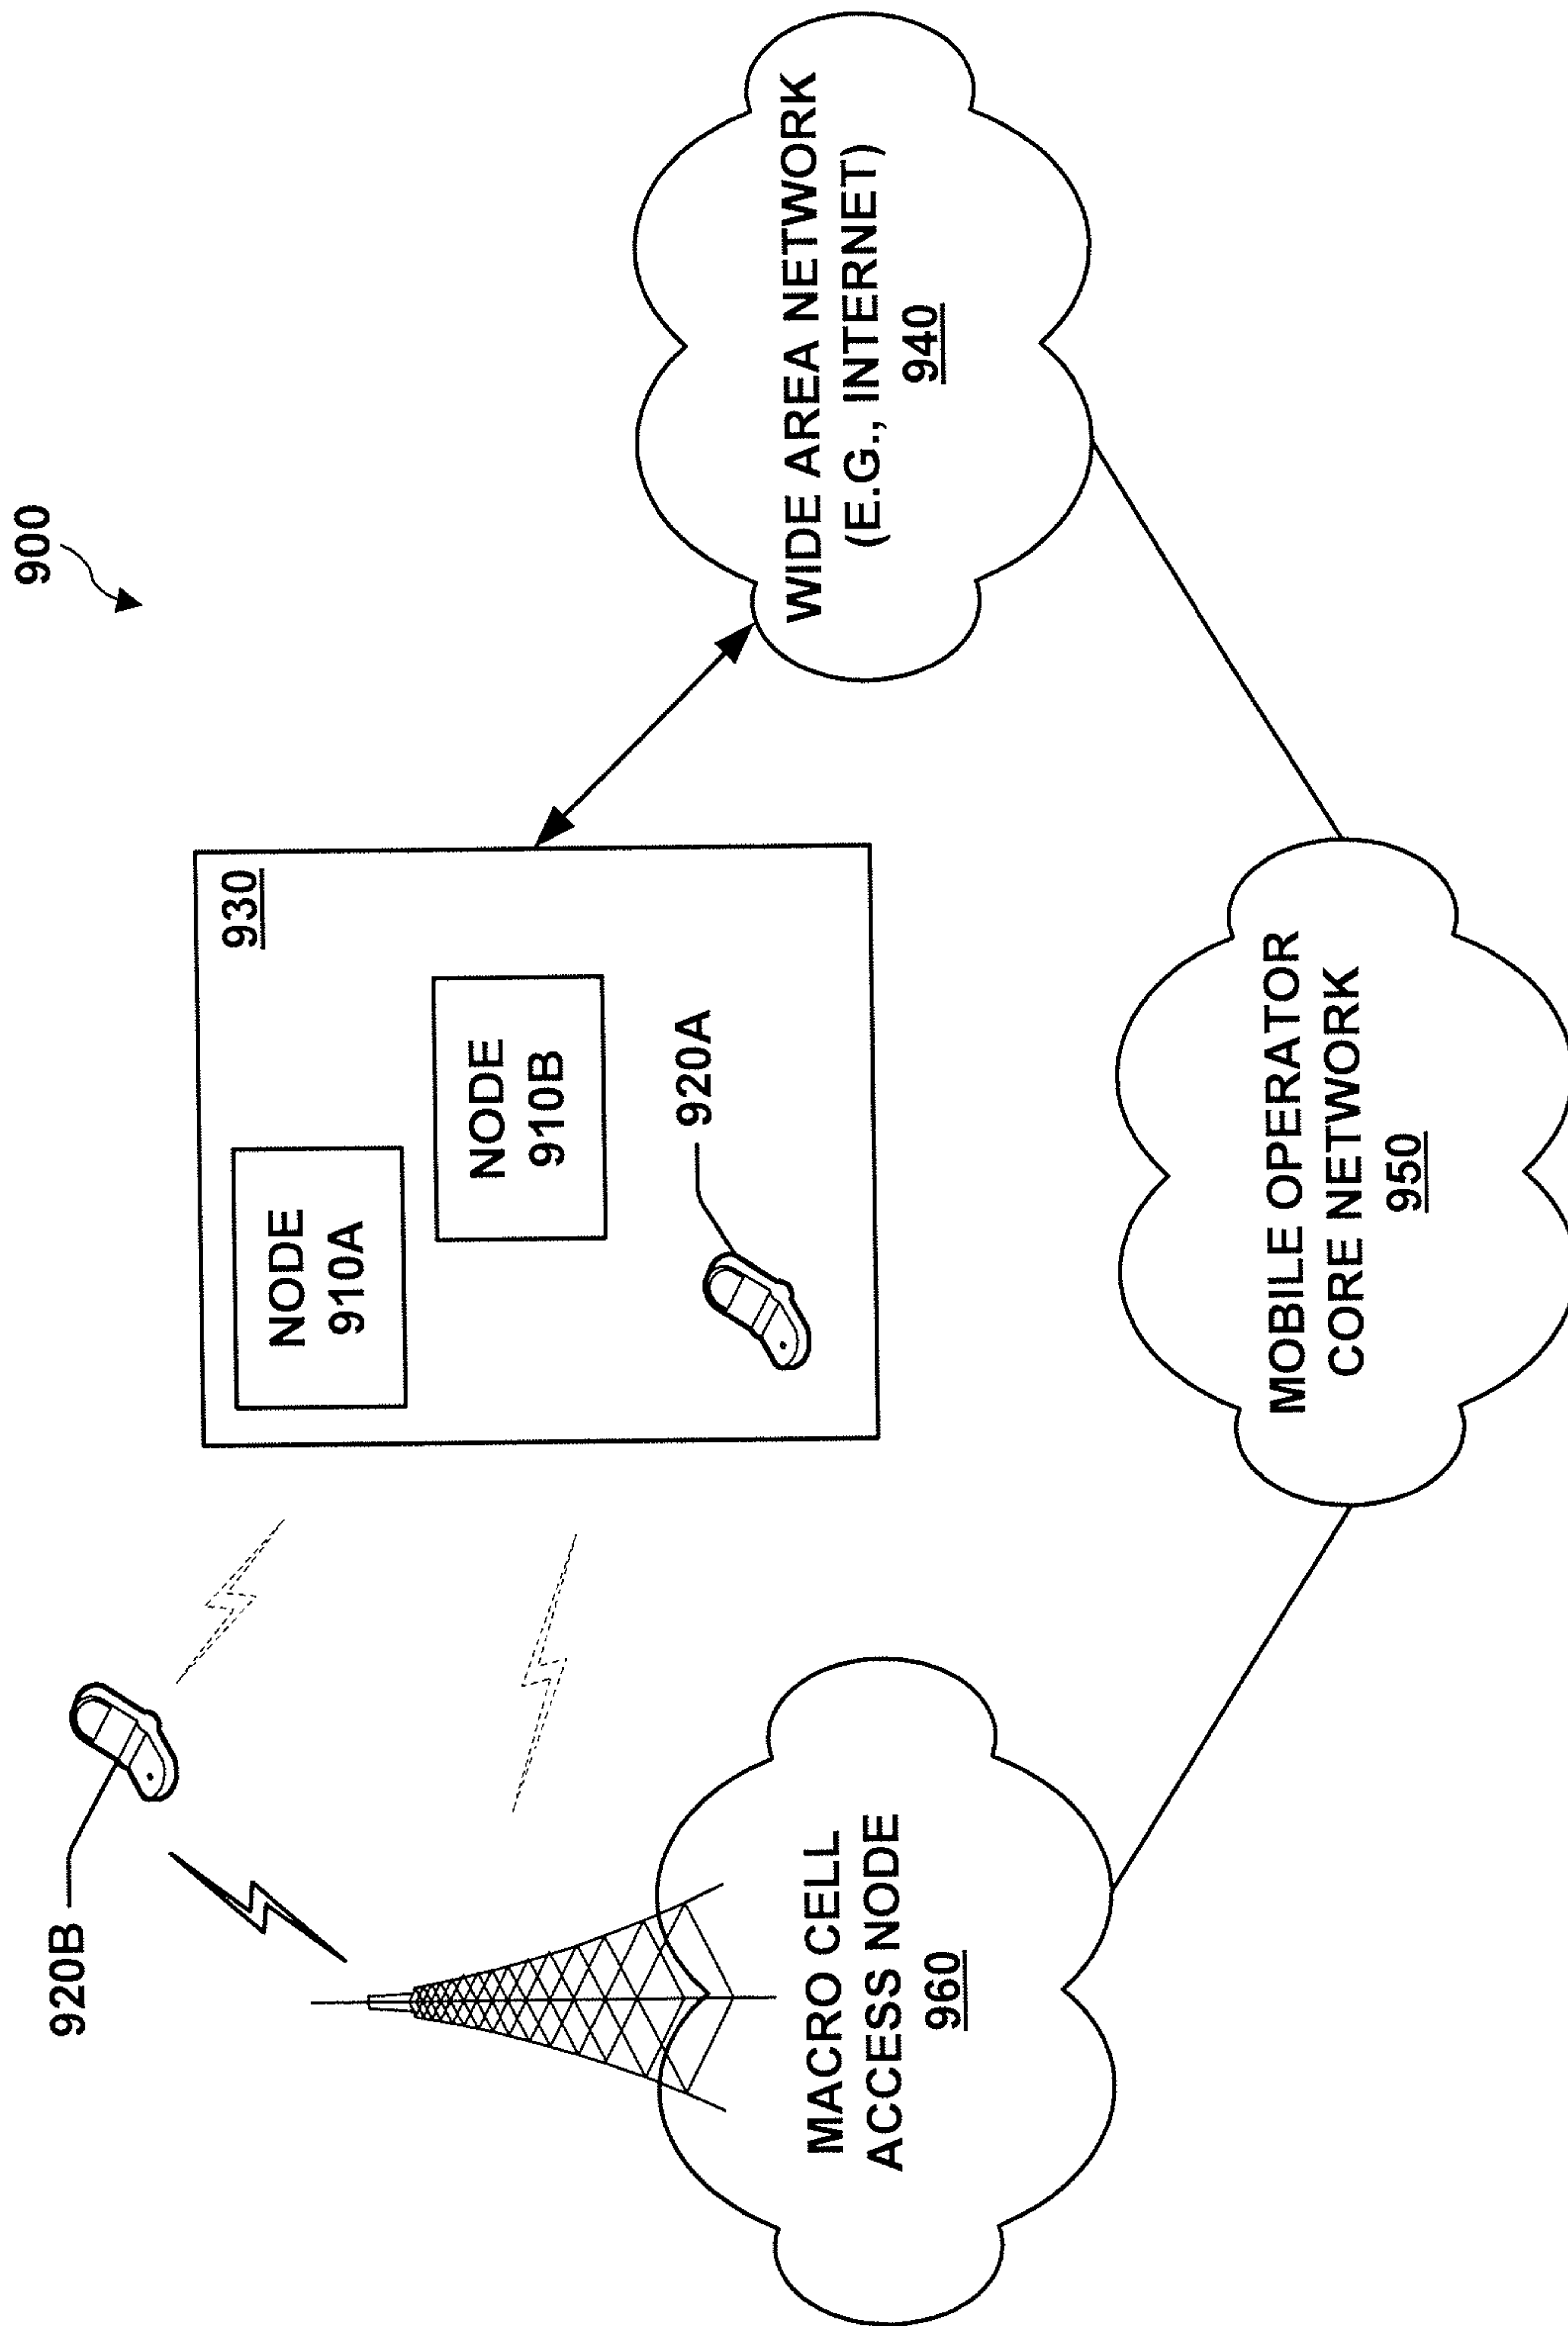 900
920B
930
NODE
910A
NODE
910B
920A
WIDE AREA NETWORK
(E.G., INTERNET)
940
MACRO CELL
ACCESS NODE
960
MOBILE OPERATOR
CORE NETWORK
950